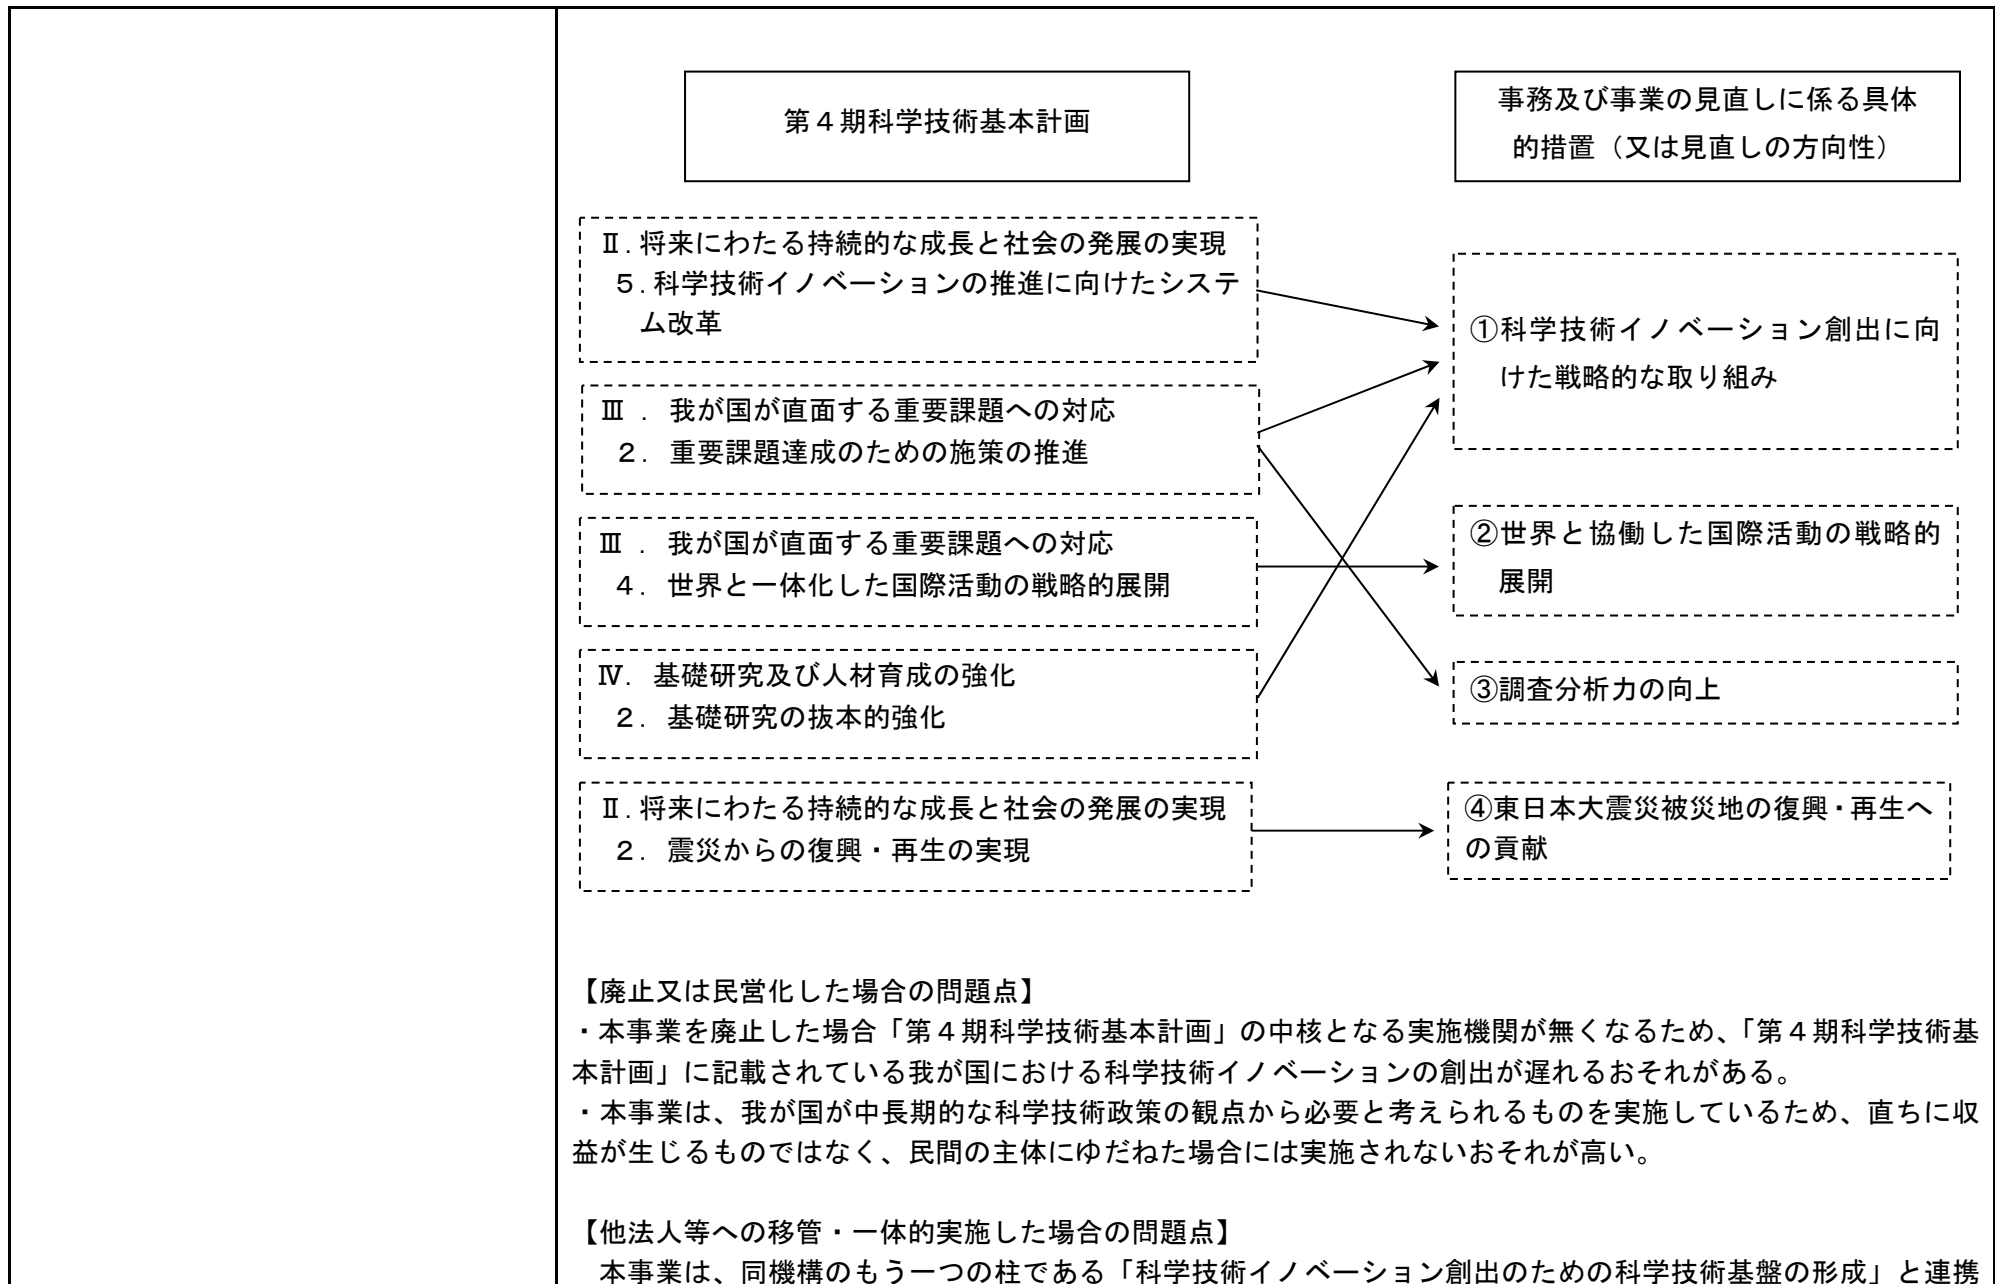 第４期科学技術基本計画
事務及び事業の見直しに係る具体
的措置（又は見直しの方向性）
Ⅱ．将来にわたる持続的な成長と社会の発展の実現
５．科学技術イノベーションの推進に向けたシステ
ム改革
Ⅲ ． 我が国が直面する重要課題への対応
２． 重要課題達成のための施策の推進
Ⅲ ． 我が国が直面する重要課題への対応
４． 世界と一体化した国際活動の戦略的展開
Ⅳ． 基礎研究及び人材育成の強化
２． 基礎研究の抜本的強化
Ⅱ．将来にわたる持続的な成長と社会の発展の実現
２． 震災からの復興・再生の実現
①科学技術イノベーション創出に向
けた戦略的な取り組み
②世界と協働した国際活動の戦略的
展開
③調査分析力の向上
④東日本大震災被災地の復興・再生へ
の貢献
【廃止又は民営化した場合の問題点】
・本事業を廃止した場合「第４期科学技術基本計画」の中核となる実施機関が無くなるため、「第４期科学技術基
本計画」に記載されている我が国における科学技術イノベーションの創出が遅れるおそれがある。
・本事業は、我が国が中長期的な科学技術政策の観点から必要と考えられるものを実施しているため、直ちに収
益が生じるものではなく、民間の主体にゆだねた場合には実施されないおそれが高い。
【他法人等への移管・一体的実施した場合の問題点】
本事業は、同機構のもう一つの柱である「科学技術イノベーション創出のための科学技術基盤の形成」と連携